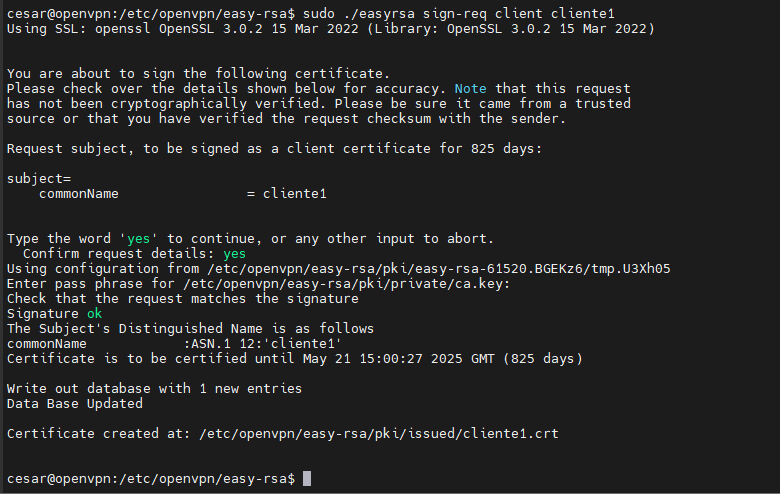 cesar@openvpn:/etc/openvpn/easy-rsa$ sudo ./easyrsa sign-req client cliente1
Using SSL: openssl OpenSSL 3.0.2 15 Mar 2022 (Library: OpenSSL 3.0.2 15 Mar 2022)
You are about to sign the following certificate.
Please check over the details shown below for accuracy. Note that this request
has not been cryptographically verified. Please be sure it came from a trusted
source or that you have verified the request checksum with the sender.
Request subject, to be signed as a client certificate for 825 days:
subject=
    commonName                = cliente1
Type the word 'yes' to continue, or any other input to abort.
  Confirm request details: yes
Using configuration from /etc/openvpn/easy-rsa/pki/easy-rsa-61520.BGEKz6/tmp.U3Xh05
Enter pass phrase for /etc/openvpn/easy-rsa/pki/private/ca.key:
Check that the request matches the signature
Signature ok
The Subject's Distinguished Name is as follows
commonName            :ASN.1 12:'cliente1'
Certificate is to be certified until May 21 15:00:27 2025 GMT (825 days)
Write out database with 1 new entries
Data Base Updated
Certificate created at: /etc/openvpn/easy-rsa/pki/issued/cliente1.crt
cesar@openvpn:/etc/openvpn/easy-rsa$